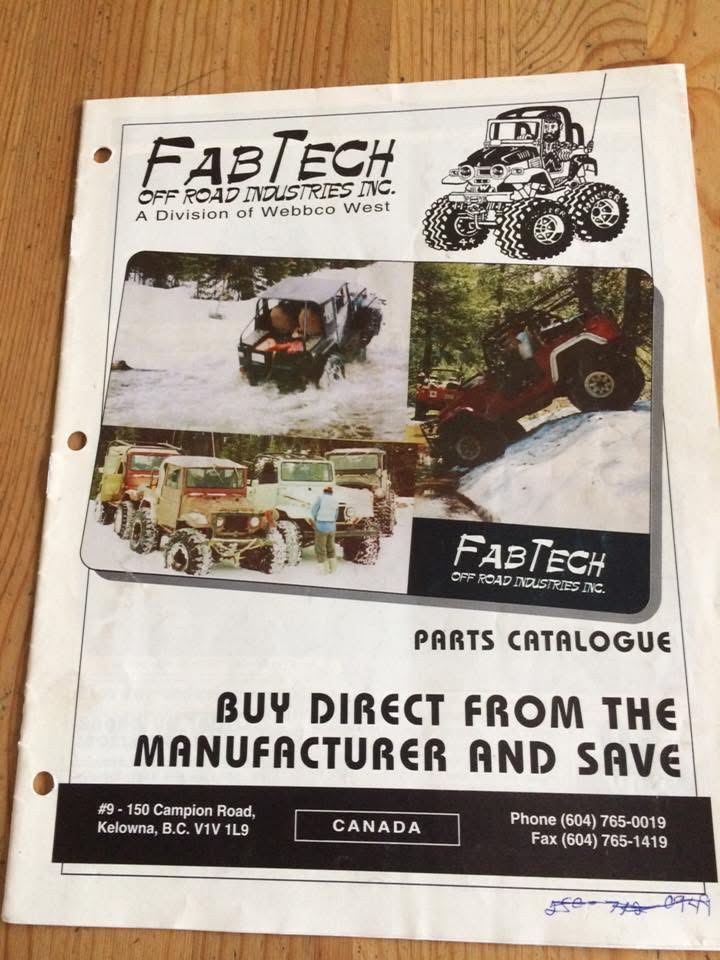 FABTECH
OFF ROAD INDUSTRIES INC.
A Division of Webbco West
FABTECH
OFF ROAD INDUSTRIES INC.
PARTS CATALOGUE
BUY DIRECT FROM THE
MANUFACTURER AND SAVE
#9 - 150 Campion Road,
Kelowna, B.C. V1V 1L9
CANADA
Phone (604) 765-0019
Fax (604) 765-1419